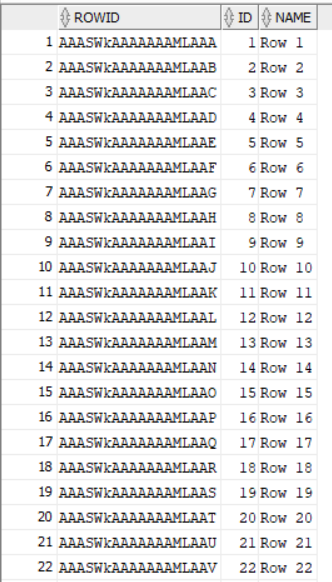 ROWID ID NAME
1 AAASWkAAAAAAAMLAAA 1 Row 1
2 AAASWkAAAAAAAMLAAB 2 Row 2
3 AAASWkAAAAAAAMLAAC 3 Row 3
4 AAASWkAAAAAAAMLAAD 4 Row 4
5 AAASWkAAAAAAAMLAAE 5 Row 5
6 AAASWkAAAAAAAMLAAF 6 Row 6
7 AAASWkAAAAAAAMLAAG 7 Row 7
8 AAASWkAAAAAAAMLAAH 8 Row 8
9 AAASWkAAAAAAAMLAAI 9 Row 9
10 AAASWkAAAAAAAMLAAJ 10 Row 10
11 AAASWkAAAAAAAMLAAK 11 Row 11
12 AAASWkAAAAAAAMLAAL 12 Row 12
13 AAASWkAAAAAAAMLAAM 13 Row 13
14 AAASWkAAAAAAAMLAAN 14 Row 14
15 AAASWkAAAAAAAMLAAO 15 Row 15
16 AAASWkAAAAAAAMLAAP 16 Row 16
17 AAASWkAAAAAAAMLAAQ 17 Row 17
18 AAASWkAAAAAAAMLAAR 18 Row 18
19 AAASWkAAAAAAAMLAAS 19 Row 19
20 AAASWkAAAAAAAMLAAT 20 Row 20
21 AAASWkAAAAAAAMLAAU 21 Row 21
22 AAASWkAAAAAAAMLAAV 22 Row 22